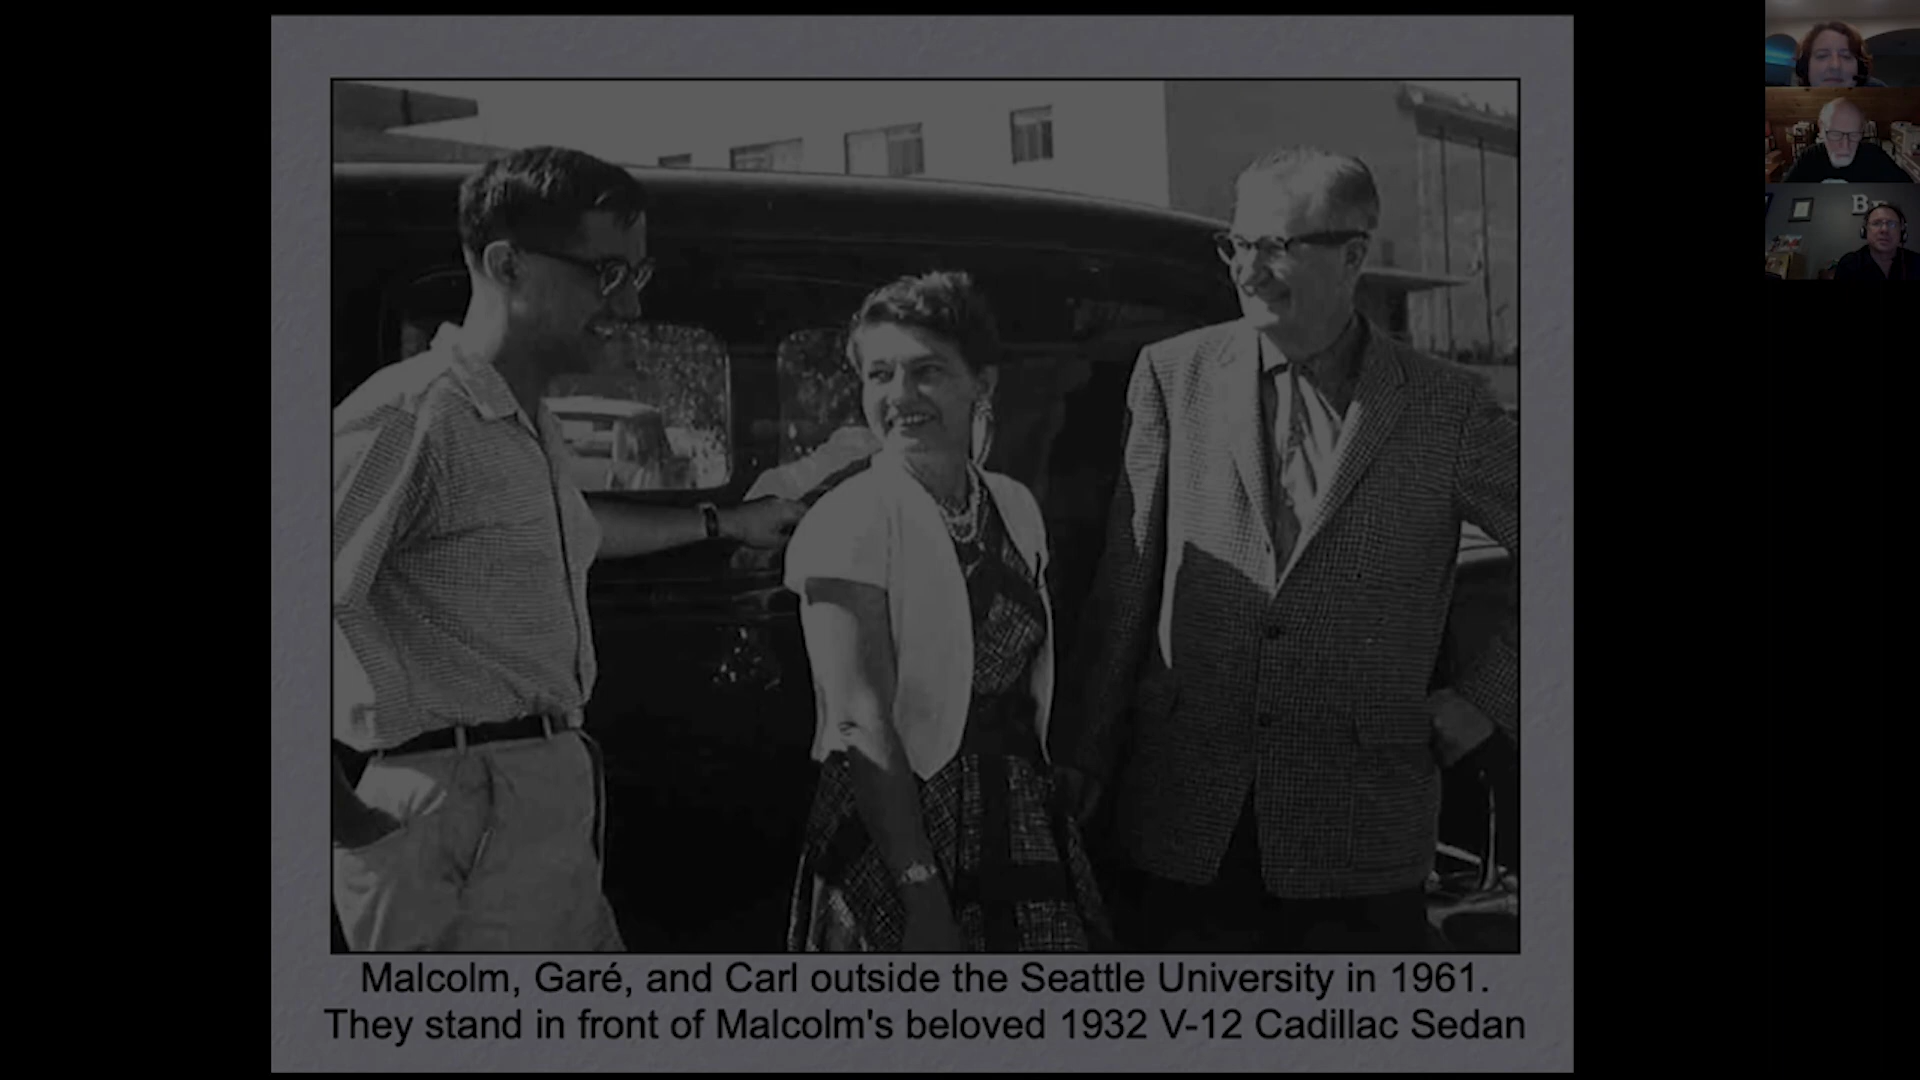 Malcolm, Garé, and Carl outside the Seattle University in 1961.
They stand in front of Malcolm's beloved 1932 V-12 Cadillac Sedan